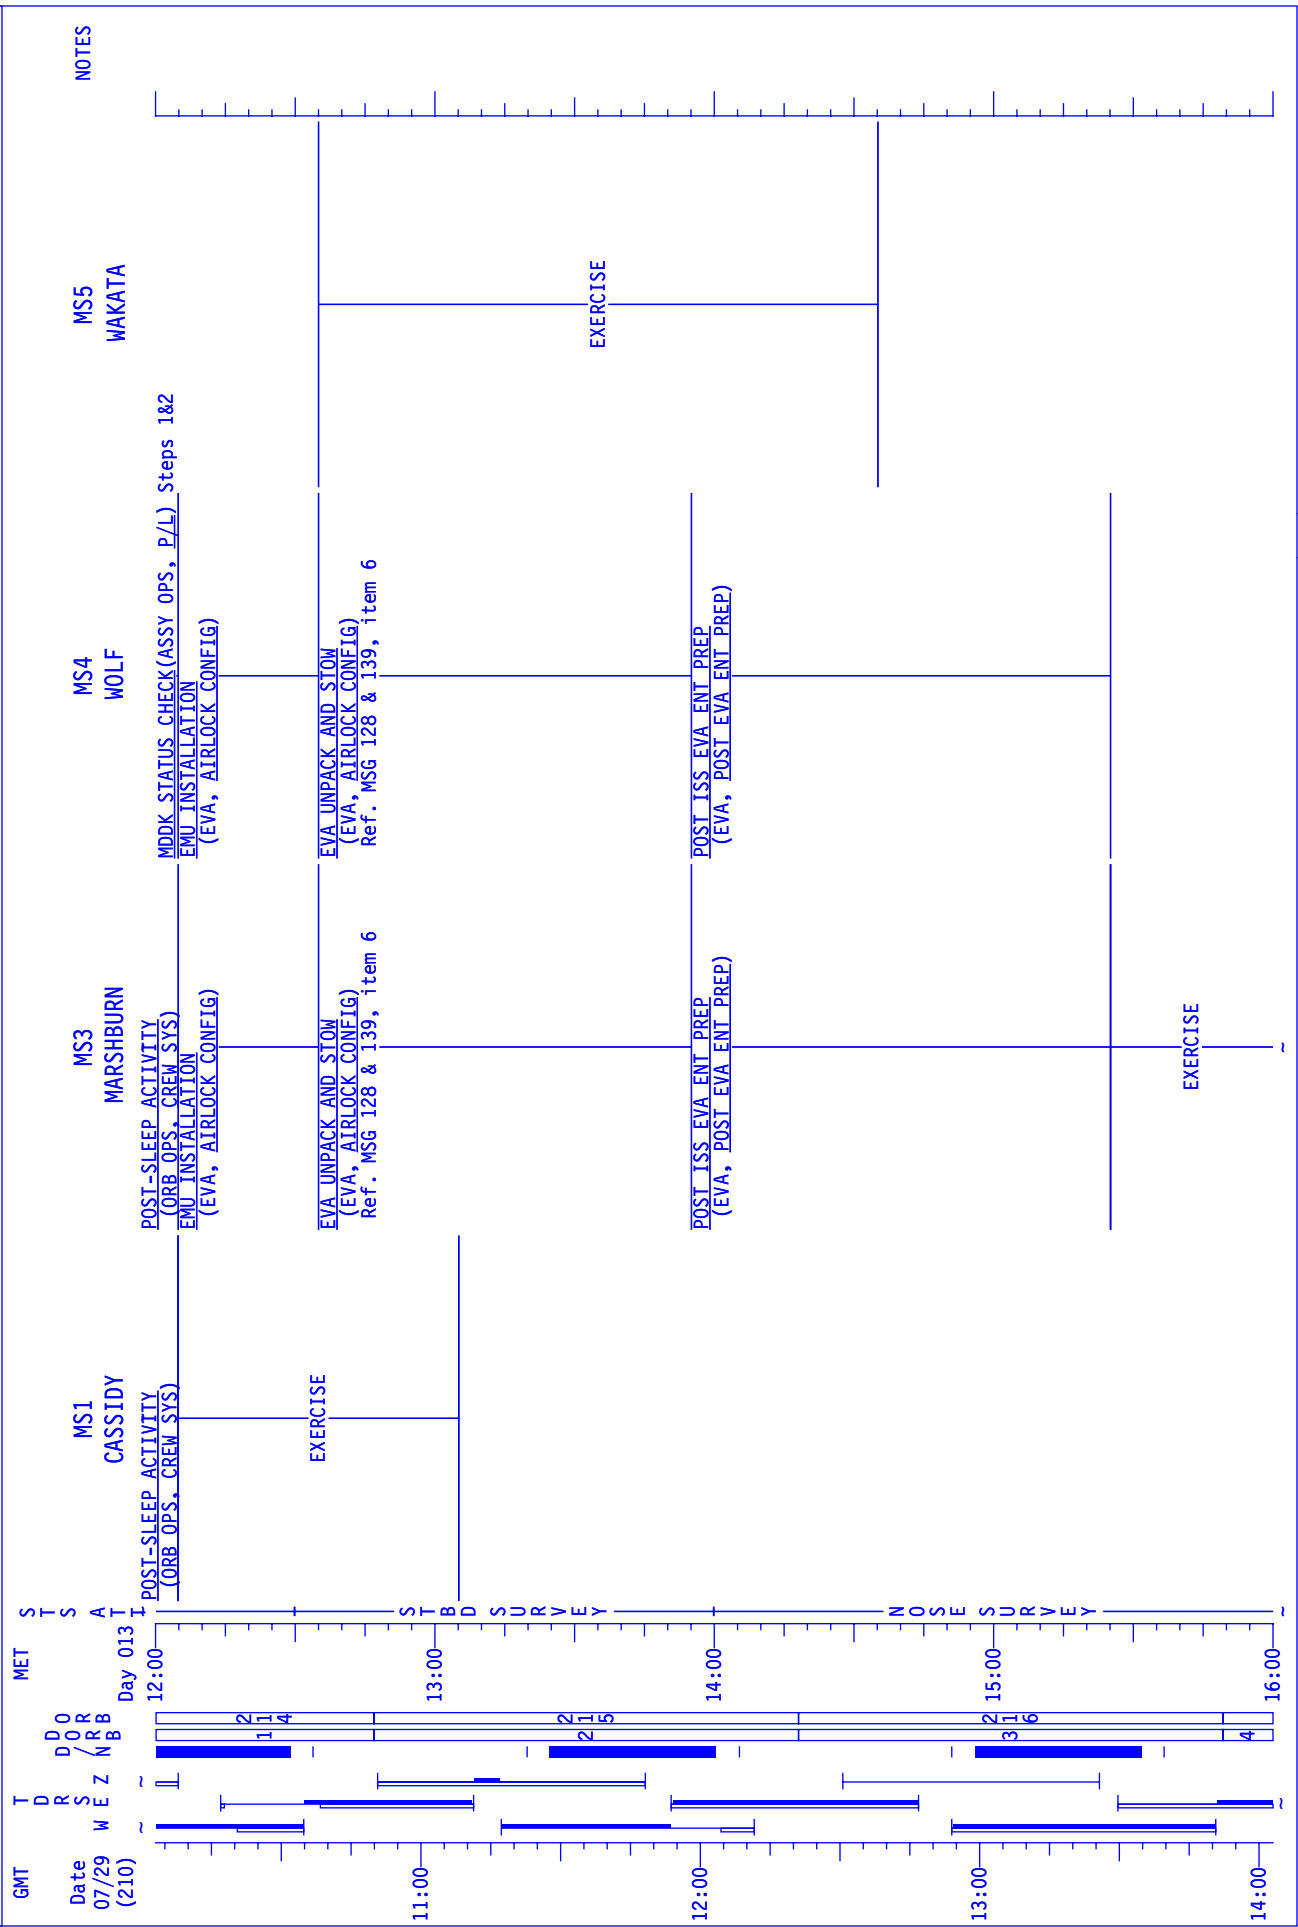 GMT
Date
07/29
(210)
11:00
12:00
13:00
14:00
T
D
R
S
W E Z
~
~
~
D
/
N
D
O
R
B
D
O
R
B
1
2
3
4
214
215
216
MET
Day 013
12:00
13:00
14:00
15:00
16:00
S
T
S
A
T
T
I
STBD SURVEY
NOSE SURVEY
~
MS1
CASSIDY
POST-SLEEP ACTIVITY
(ORB OPS, CREW SYS)
EXERCISE
MS3
MARSHBURN
POST-SLEEP ACTIVITY
(ORB OPS, CREW SYS)
EMU INSTALLATION
(EVA, AIRLOCK CONFIG)
EVA UNPACK AND STOW
(EVA, AIRLOCK CONFIG)
Ref. MSG 128 & 139, item 6
POST ISS EVA ENT PREP
(EVA, POST EVA ENT PREP)
EXERCISE
~
MS4
WOLF
MDDK STATUS CHECK(ASSY OPS, P/L) Steps 1&2
EMU INSTALLATION
(EVA, AIRLOCK CONFIG)
EVA UNPACK AND STOW
(EVA, AIRLOCK CONFIG)
Ref. MSG 128 & 139, item 6
POST ISS EVA ENT PREP
(EVA, POST EVA ENT PREP)
MS5
WAKATA
EXERCISE
NOTES